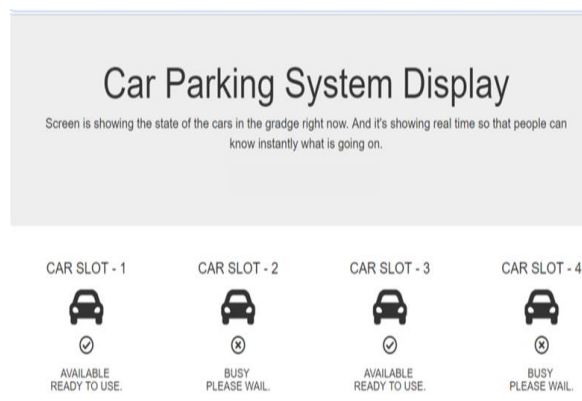 Car Parking System Display
Screen is showing the state of the cars in the gradge right now. And it's showing real time so that people can
know instantly what is going on.
CAR SLOT - 1
CAR SLOT - 2
CAR SLOT - 3
CAR SLOT - 4
AVAILABLE
READY TO USE.
BUSY
PLEASE WAIL.
AVAILABLE
READY TO USE.
BUSY
PLEASE WAIL.